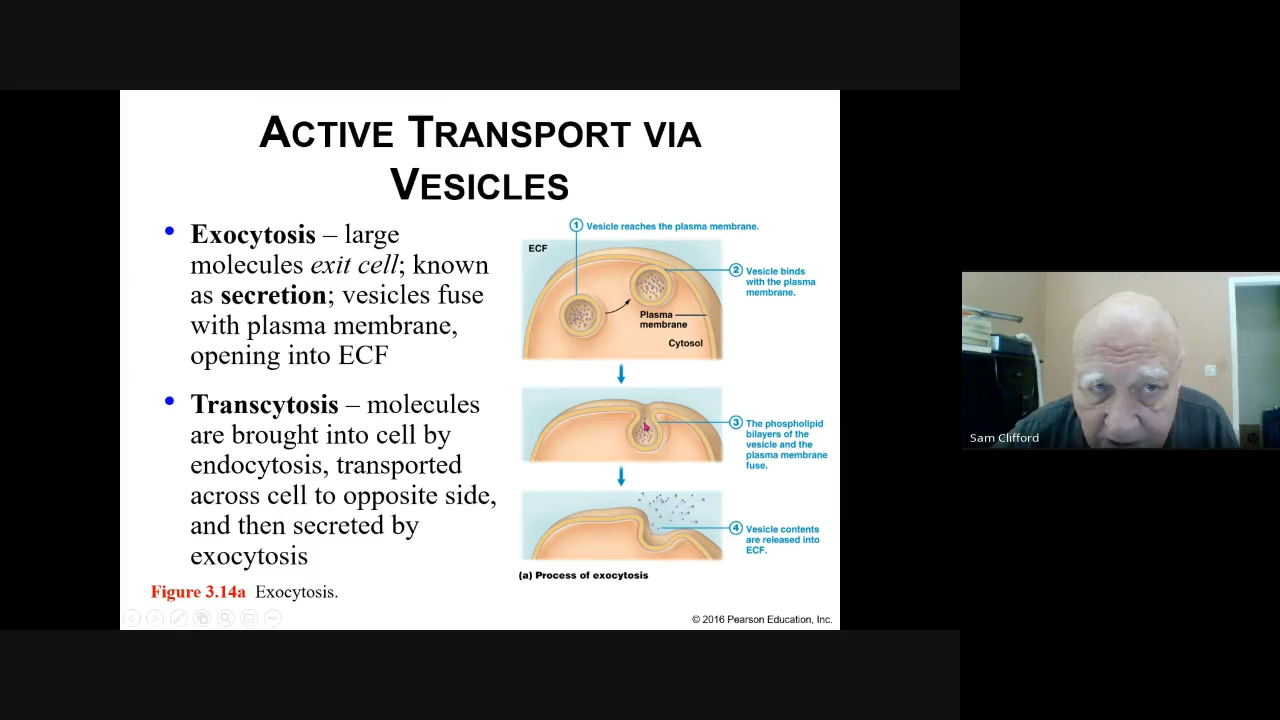 ACTIVE TRANSPORT VIA
VESICLES
• Exocytosis – large
molecules exit cell; known
as secretion; vesicles fuse
with plasma membrane,
opening into ECF
• Transcytosis – molecules
are brought into cell by
endocytosis, transported
across cell to opposite side,
and then secreted by
exocytosis
Figure 3.14a Exocytosis.
1 Vesicle reaches the plasma membrane.
ECF
2 Vesicle binds
with the plasma
membrane.
Plasma
membrane
Cytosol
3 The phospholipid
bilayers of the
vesicle and the
plasma membrane
fuse.
4 Vesicle contents
are released into
ECF.
(a) Process of exocytosis
© 2016 Pearson Education, Inc.
Sam Clifford